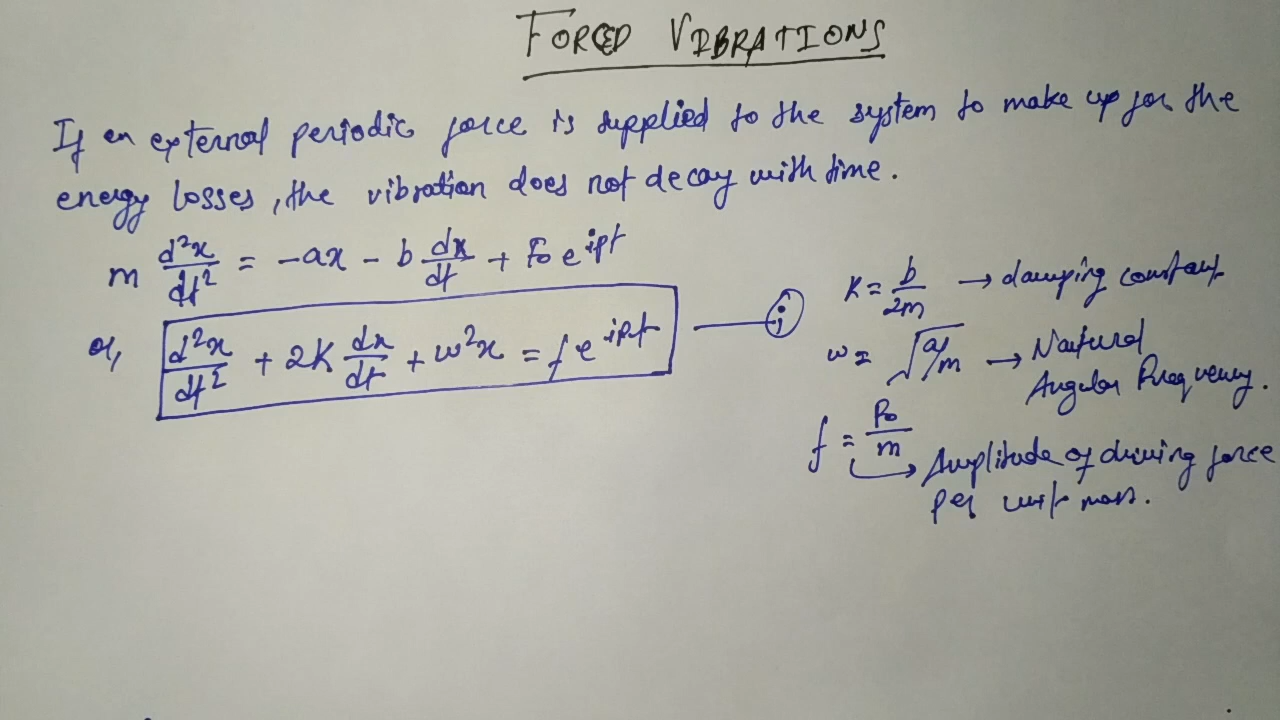 FORCED VIBRATIONS
If an external periodic force is supplied to the system to make up for the
energy losses, the vibration does not decay with time.
m d²x/dt² = -ax - b dx/dt + F₀ e^ipt
or, d²x/dt² + 2K dx/dt + ω²x = f e^ipt — (i)
K = b/2m → damping constant
ω = √a/m → Natural
Angular Frequency.
f = F₀/m
→ Amplitude of driving force
per unit mass.